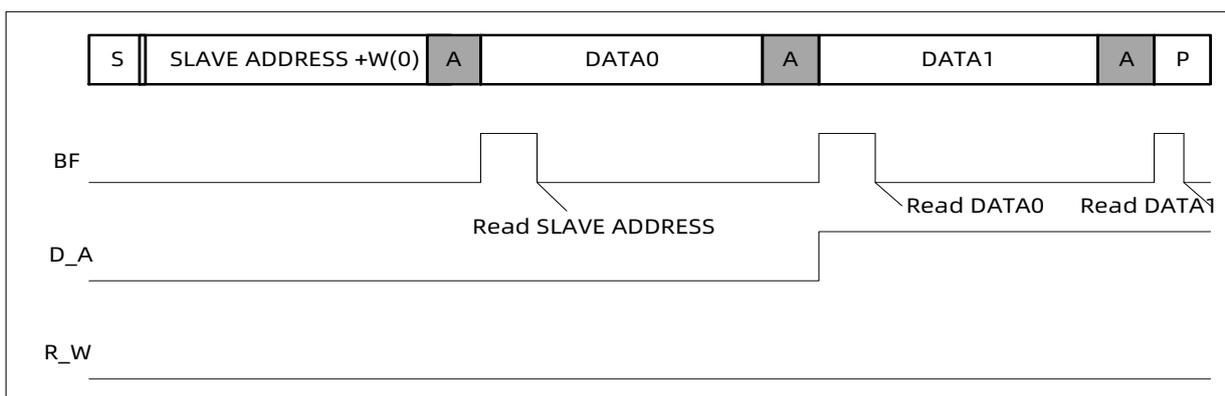 S SLAVE ADDRESS +W(0) A DATA0 A DATA1 A P
BF
Read SLAVE ADDRESS
Read DATA0
Read DATA1
D_A
R_W